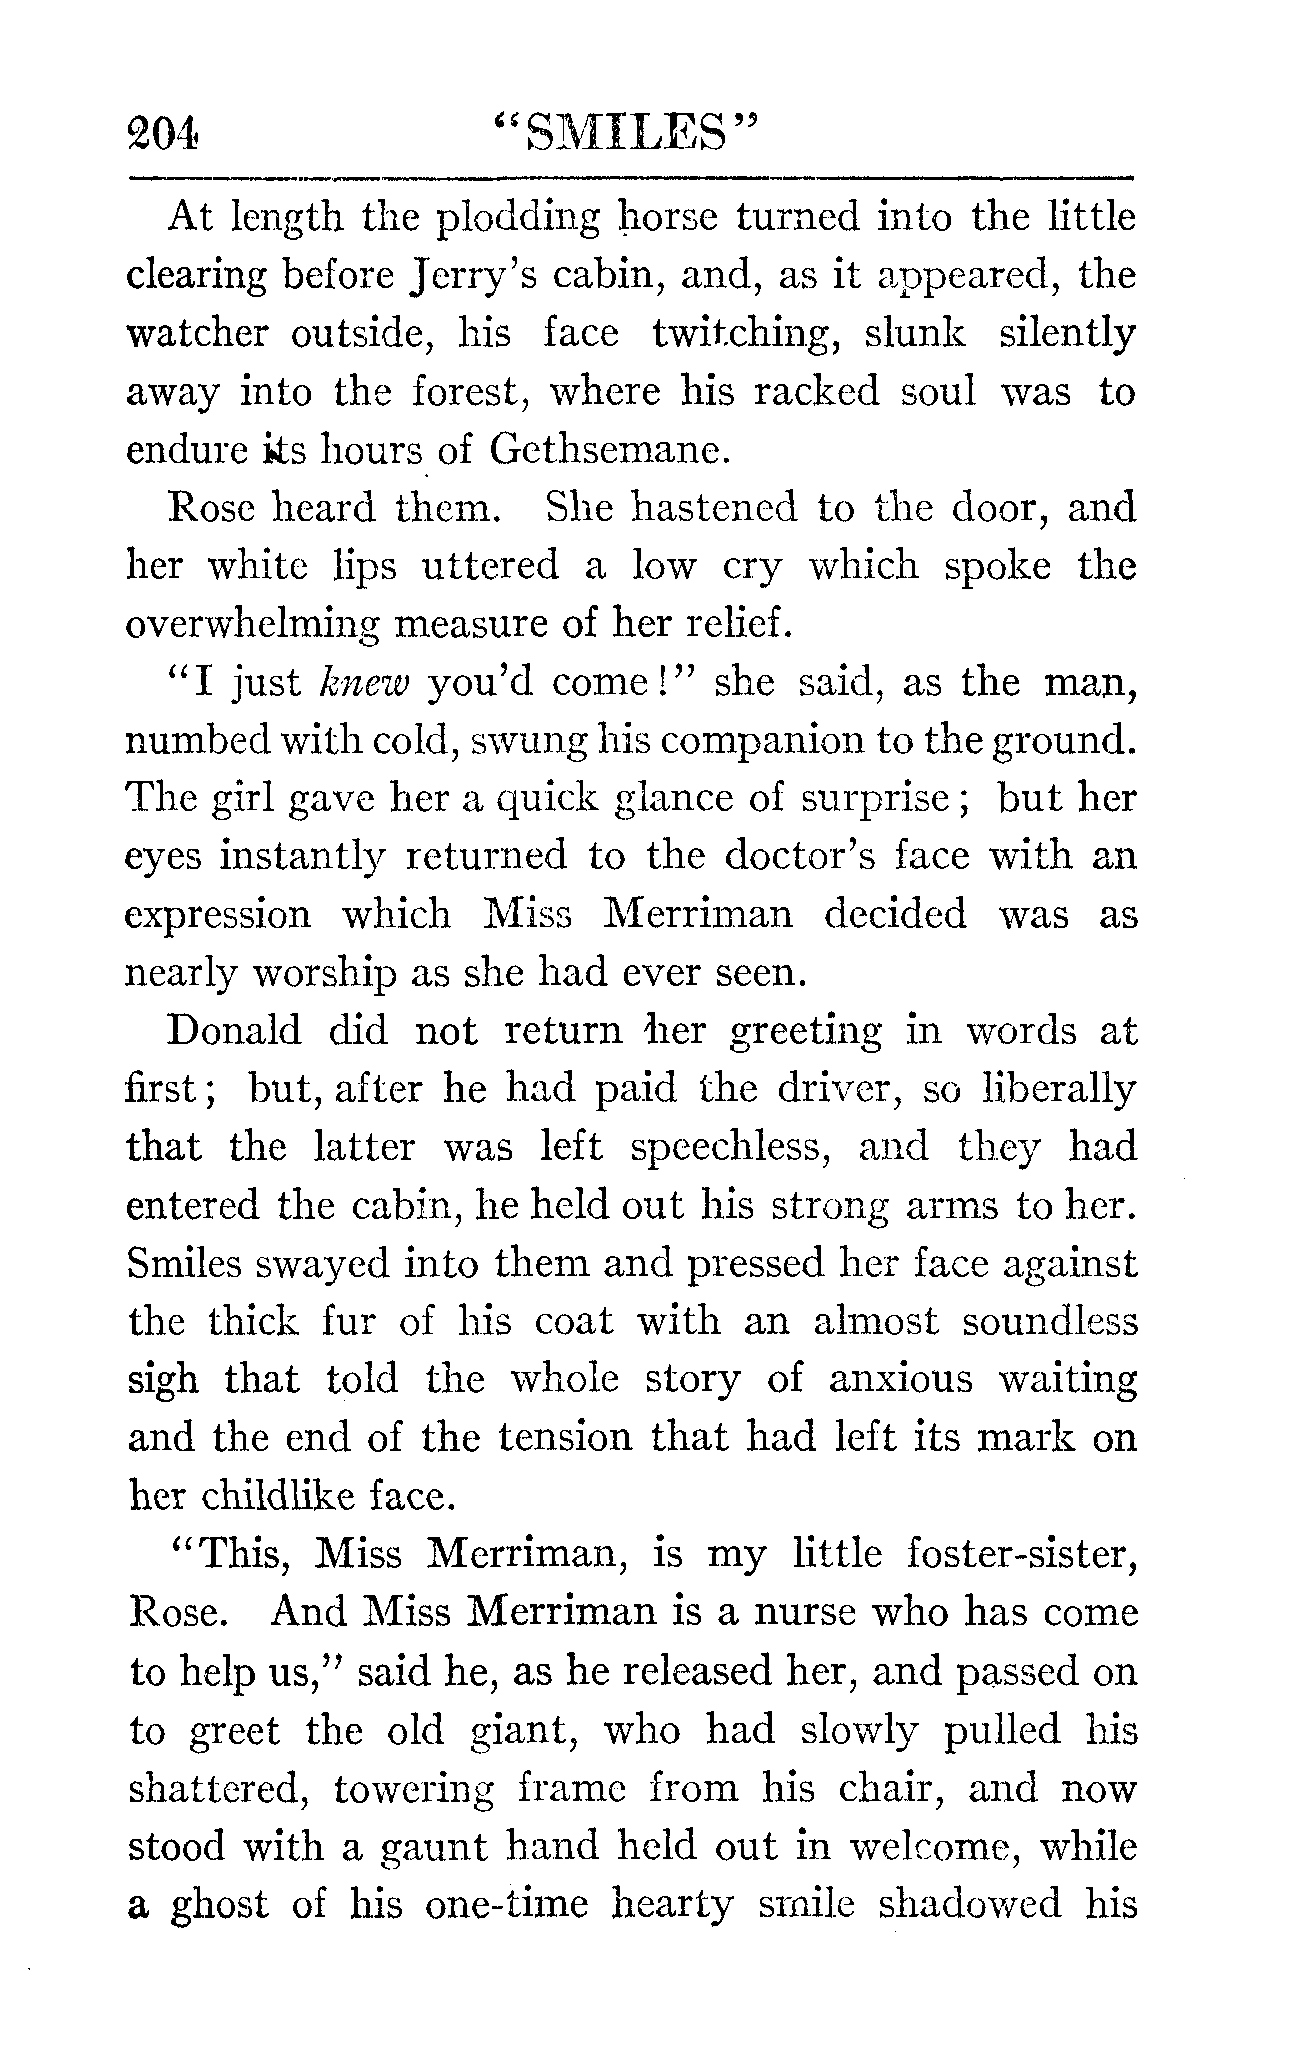 204 "SMILES"
At length the plodding horse turned into the little
clearing before Jerry's cabin, and, as it appeared, the
watcher outside, his face twitching, slunk silently
away into the forest, where his racked soul was to
endure its hours of Gethsemane.
Rose heard them. She hastened to the door, and
her white lips uttered a low cry which spoke the
overwhelming measure of her relief.
"I just knew you'd come!" she said, as the man,
numbed with cold, swung his companion to the ground.
The girl gave her a quick glance of surprise; but her
eyes instantly returned to the doctor's face with an
expression which Miss Merriman decided was as
nearly worship as she had ever seen.
Donald did not return her greeting in words at
first; but, after he had paid the driver, so liberally
that the latter was left speechless, and they had
entered the cabin, he held out his strong arms to her.
Smiles swayed into them and pressed her face against
the thick fur of his coat with an almost soundless
sigh that told the whole story of anxious waiting
and the end of the tension that had left its mark on
her childlike face.
"This, Miss Merriman, is my little foster-sister,
Rose. And Miss Merriman is a nurse who has come
to help us," said he, as he released her, and passed on
to greet the old giant, who had slowly pulled his
shattered, towering frame from his chair, and now
stood with a gaunt hand held out in welcome, while
a ghost of his one-time hearty smile shadowed his